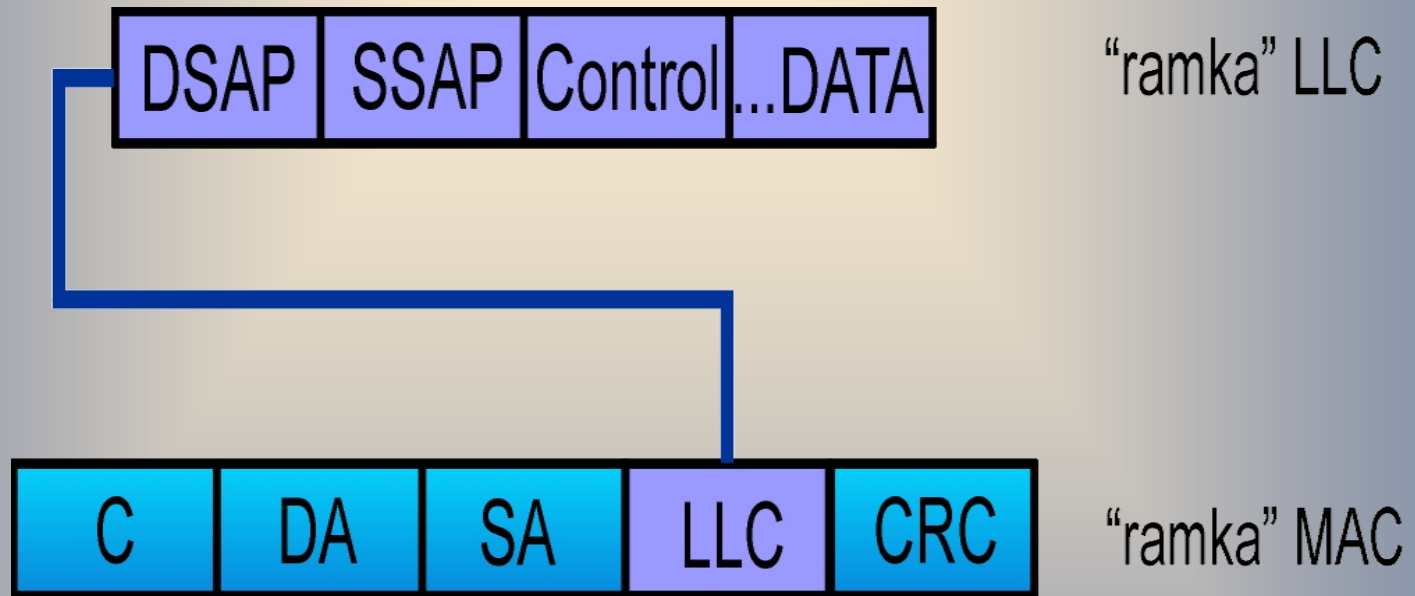 DSAP SSAP Control ...DATA “ramka” LLC
C DA SA LLC CRC “ramka” MAC